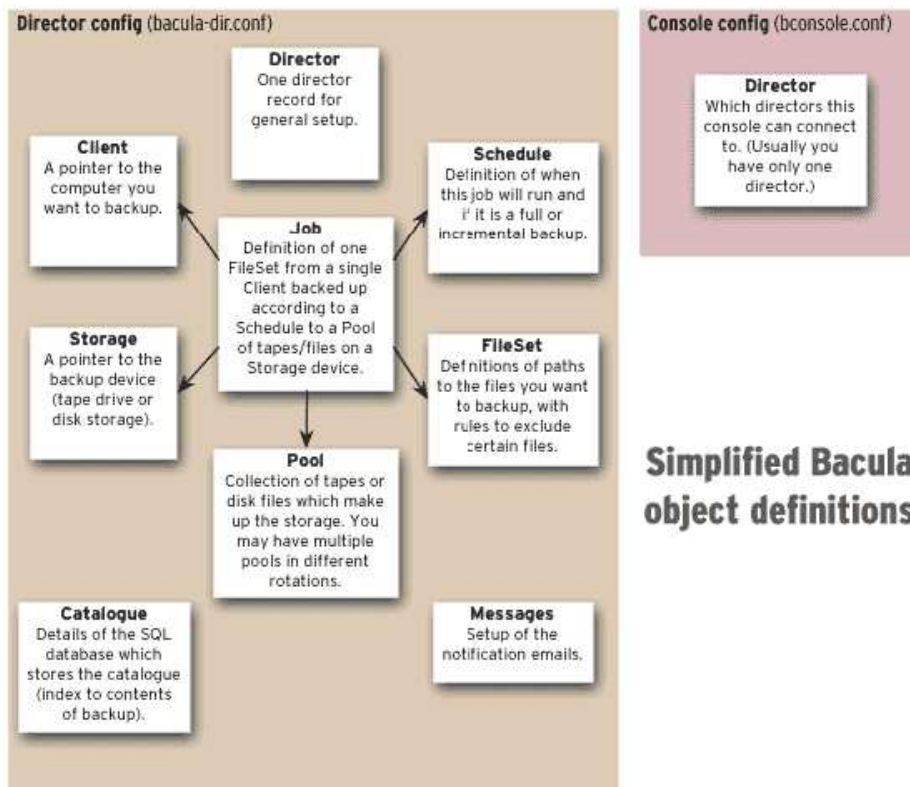 Director config (bacula-dir.conf)
Director
One director
record for
general setup.
Client
A pointer to the
computer you
want to backup.
Schedule
Definition of when
this job will run and
if it is a full or
incremental backup.
Job
Definition of one
FileSet from a single
Client backed up
according to a
Schedule to a Pool
of tapes/files on a
Storage device.
Storage
A pointer to the
backup device
(tape drive or
disk storage).
FileSet
Definitions of paths
to the files you want
to backup, with
rules to exclude
certain files.
Pool
Collection of tapes or
disk files which make
up the storage. You
may have multiple
pools in different
rotations.
Catalogue
Details of the SQL
database which
stores the catalogue
(index to contents
of backup).
Messages
Setup of the
notification emails.
Console config (bconsole.conf)
Director
Which directors this
console can connect
to. (Usually you
have only one
director.)
Simplified Bacula
object definitions